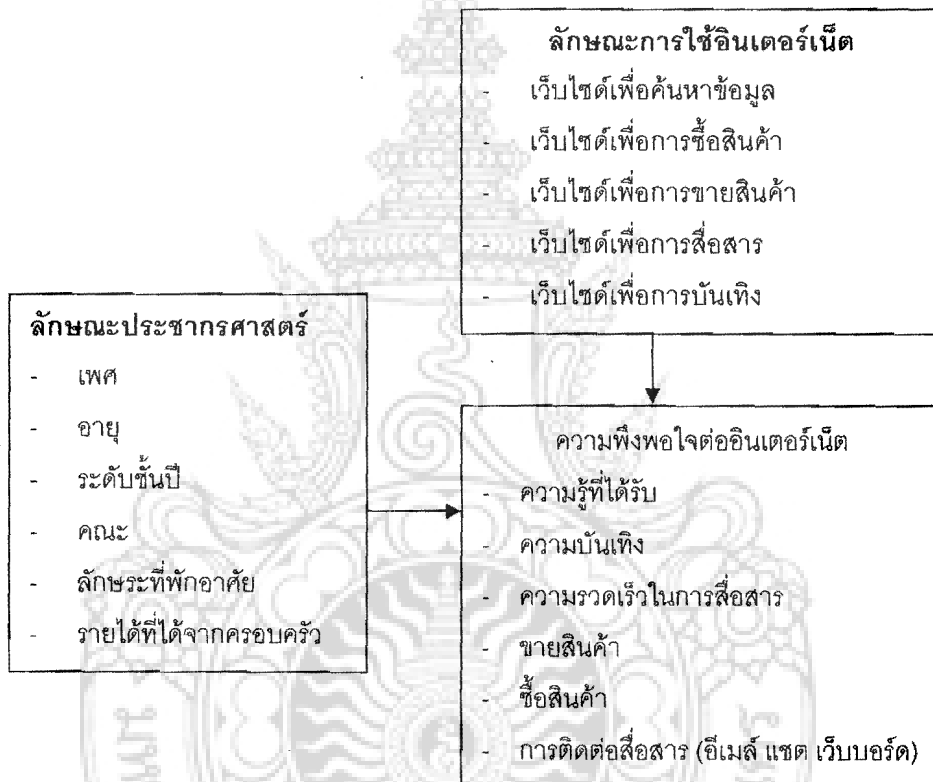 ลักษณะการใช้อินเตอร์เน็ต
- เว็บไซต์เพื่อค้นหาข้อมูล
- เว็บไซต์เพื่อการซื้อสินค้า
- เว็บไซต์เพื่อการขายสินค้า
- เว็บไซต์เพื่อการสื่อสาร
- เว็บไซต์เพื่อการบันเทิง
ลักษณะประชากรศาสตร์
- เพศ
- อายุ
- ระดับชั้นปี
- คณะ
- ลักษระที่พักอาศัย
- รายได้ที่ได้จากครอบครัว
ความพึงพอใจต่ออินเตอร์เน็ต
- ความรู้ที่ได้รับ
- ความบันเทิง
- ความรวดเร็วในการสื่อสาร
- ขายสินค้า
- ซื้อสินค้า
- การติดต่อสื่อสาร (อีเมล์ แชต เว็บบอร์ด)